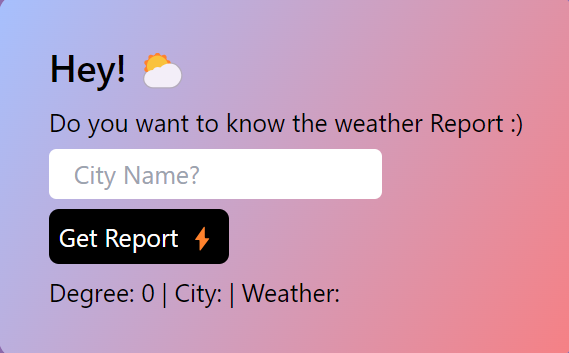 Hey!
Do you want to know the weather Report :)
City Name?
Get Report
Degree: 0 | City: | Weather: